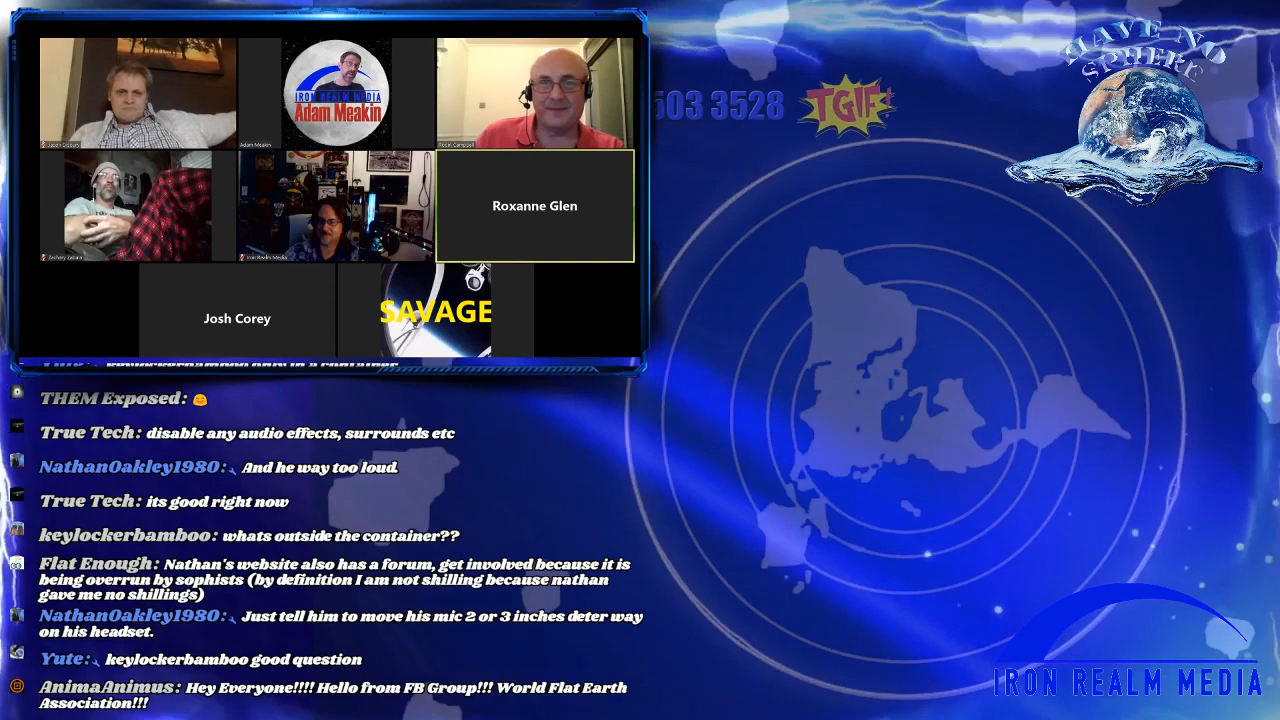 HAVE NO
SPHERE
503 3528
TGIF
IRON REALM MEDIA
Adam Meakin
Adam Meakin
Iron Realm Media
Roxanne Glen
Josh Corey
SAVAGE
THEM Exposed:
True Tech: disable any audio effects, surrounds etc
NathanOakley1980: And he way too loud.
True Tech: its good right now
keylockerbamboo: whats outside the container??
Flat Enough: Nathan's website also has a forum, get involved because it is
being overrun by sophists (by definition I am not shilling because nathan
gave me no shillings)
NathanOakley1980: Just tell him to move his mic 2 or 3 inches deter way
on his headset.
Yute: keylockerbamboo good question
AnimaAnimus: Hey Everyone!!!! Hello from FB Group!!! World Flat Earth
Association!!!
IRON REALM MEDIA